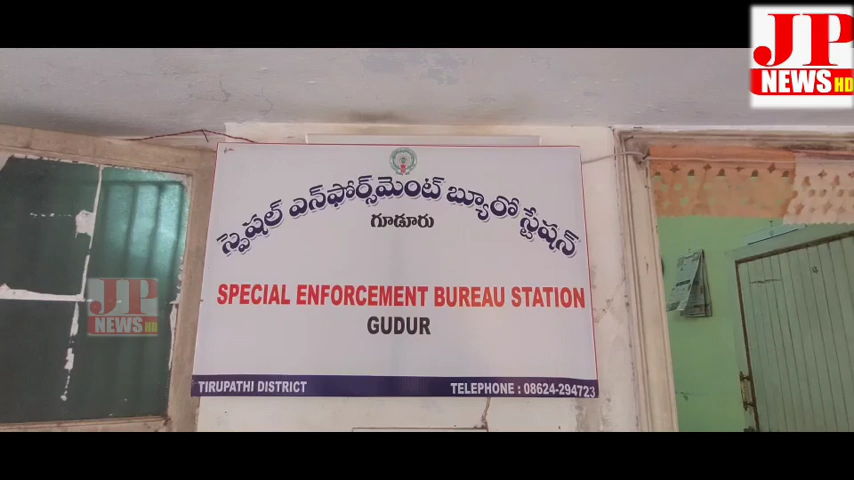 JP
NEWS HD
స్పెషల్ ఎన్‌ఫోర్స్‌మెంట్ బ్యూరో స్టేషన్
గూడూరు
SPECIAL ENFORCEMENT BUREAU STATION
GUDUR
JP
NEWS HD
TIRUPATHI DISTRICT
TELEPHONE : 08624-294723